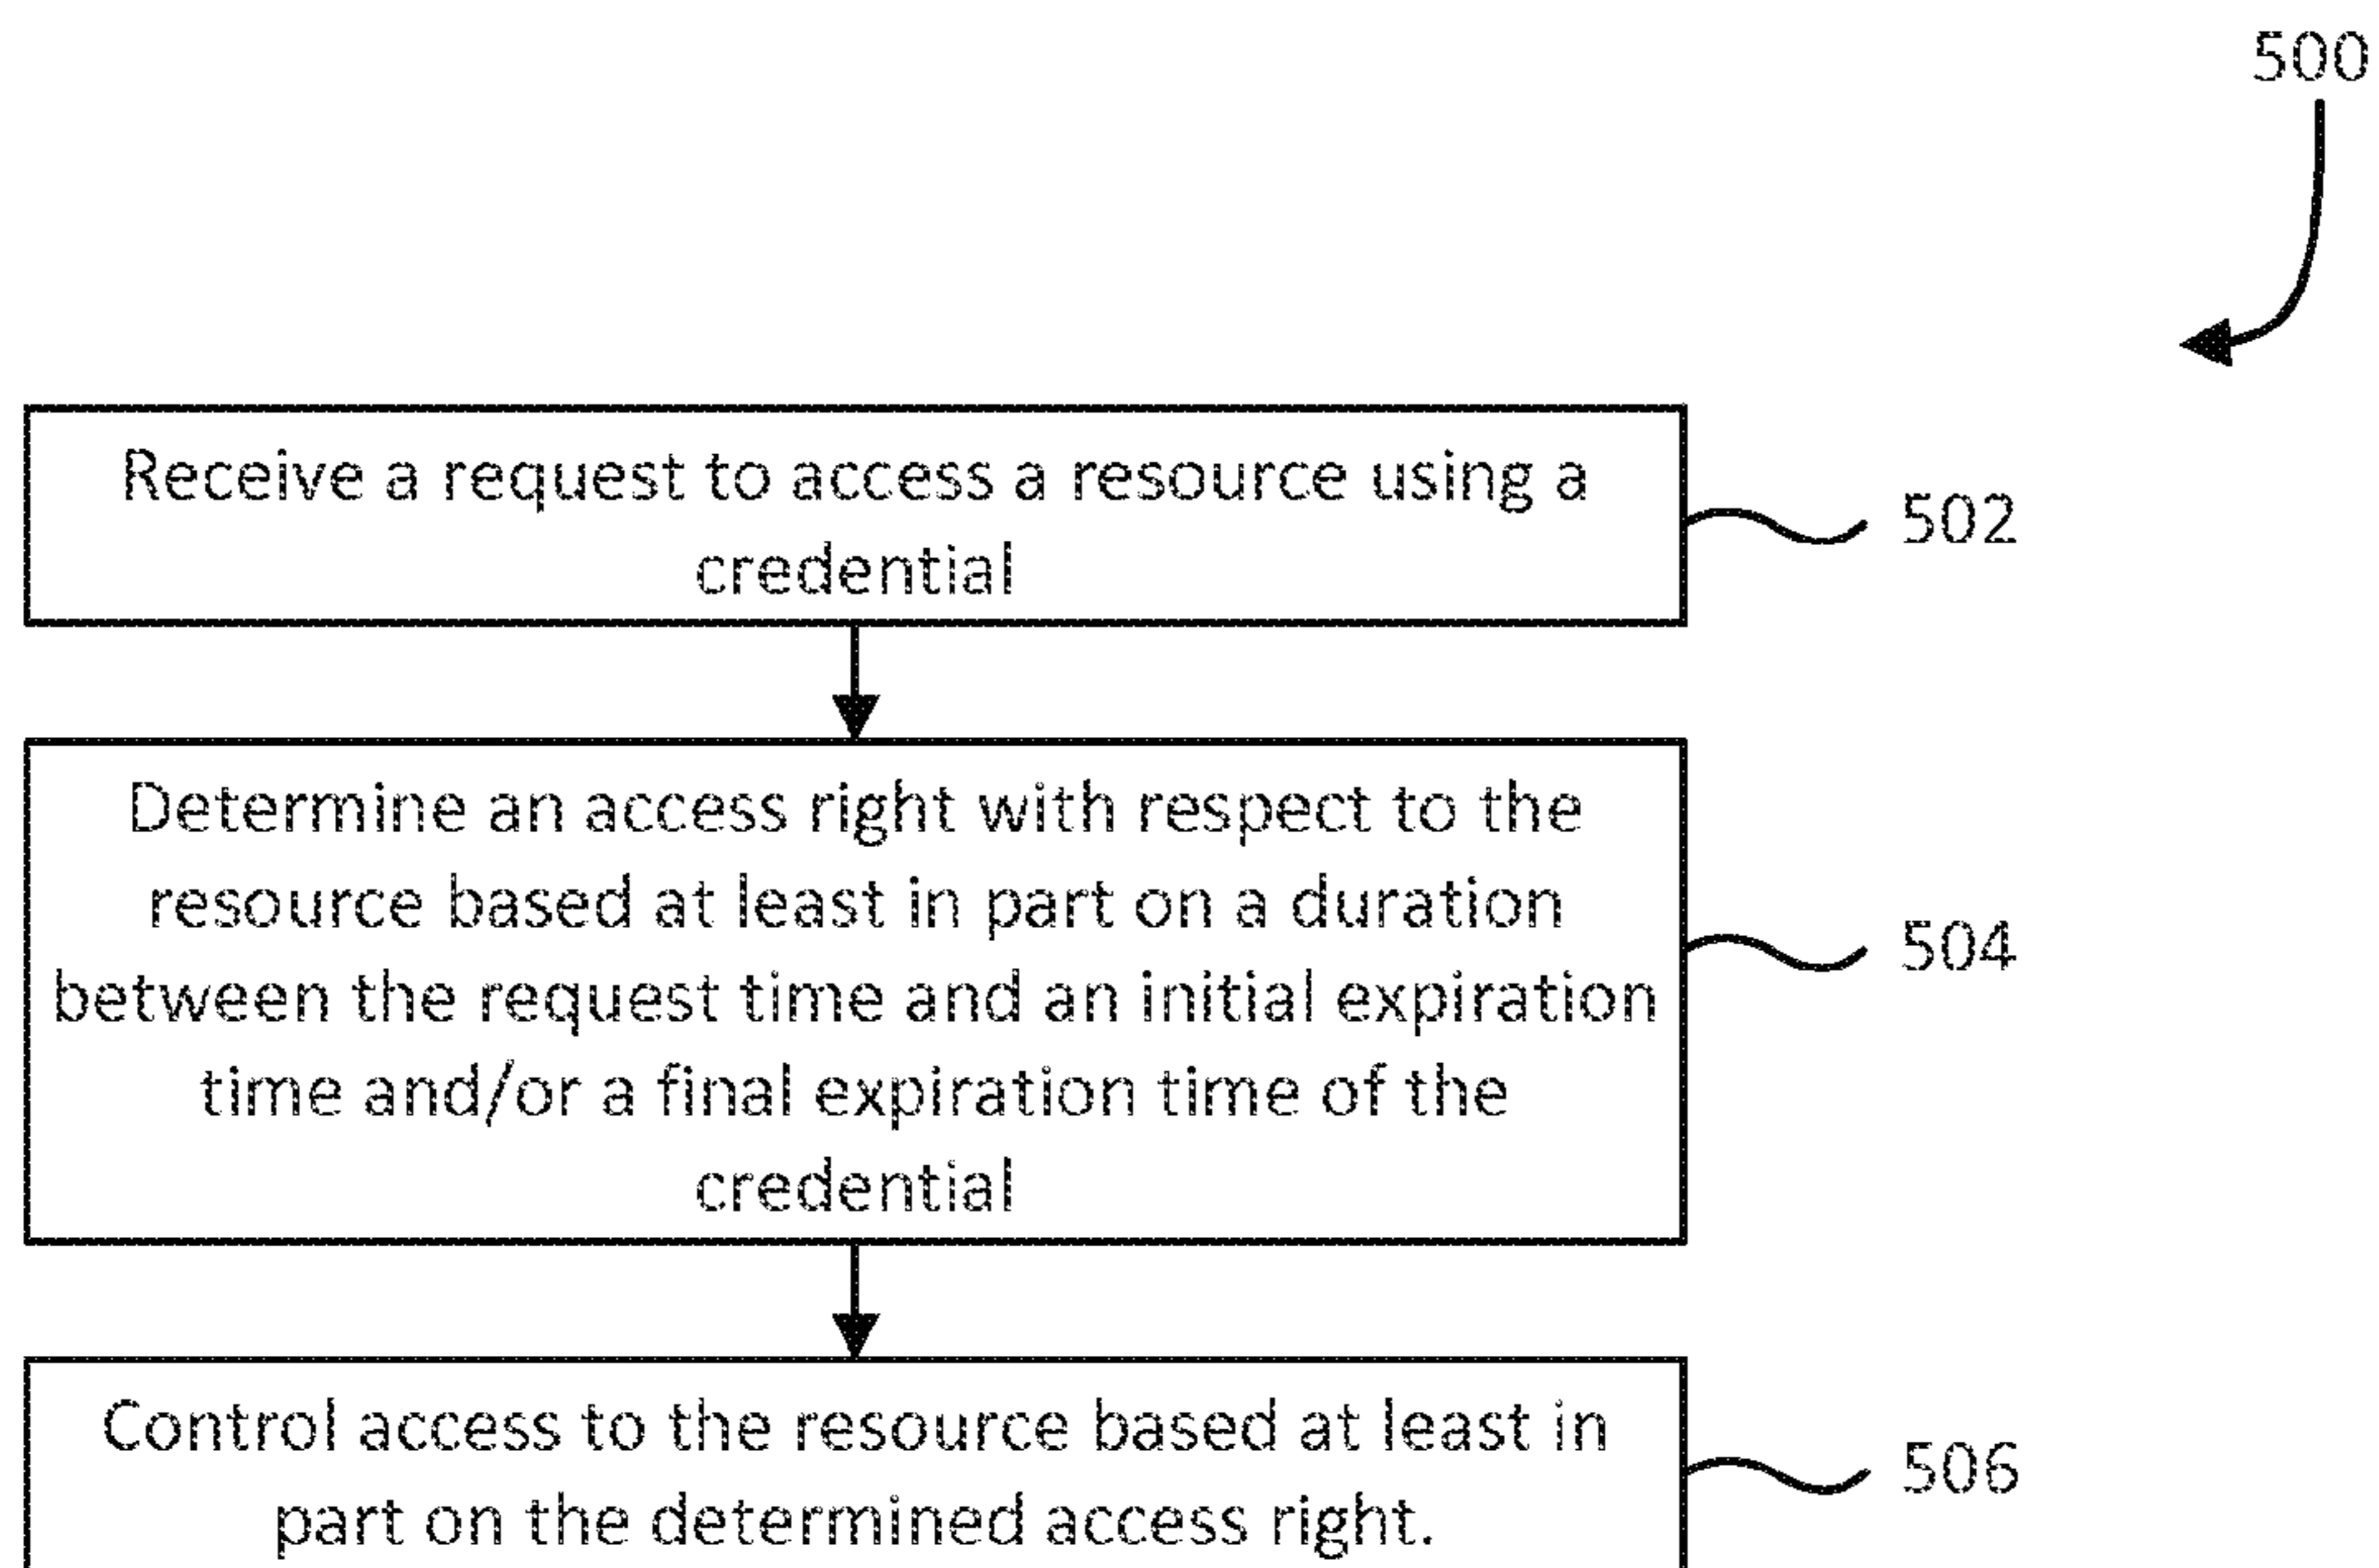 500
Receive a request to access a resource using a
credential
502
Determine an access right with respect to the
resource based at least in part on a duration
between the request time and an initial expiration
time and/or a final expiration time of the
credential
504
Control access to the resource based at least in
part on the determined access right.
506